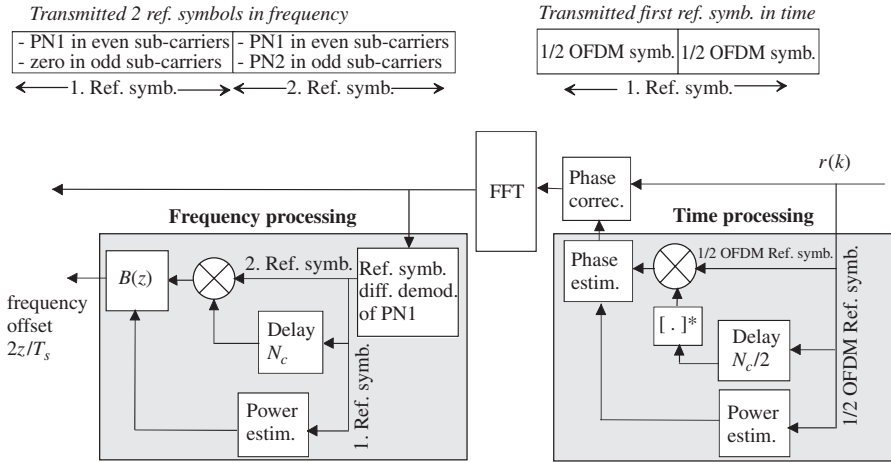 Transmitted 2 ref. symbols in frequency
- PN1 in even sub-carriers
- zero in odd sub-carriers
- PN1 in even sub-carriers
- PN2 in odd sub-carriers
1. Ref. symb.
2. Ref. symb.
Transmitted first ref. symb. in time
1/2 OFDM symb.
1/2 OFDM symb.
1. Ref. symb.
r(k)
FFT
Phase
correc.
Frequency processing
B(z)
2. Ref. symb.
Ref. symb.
diff. demod.
of PN1
Delay
N_c
Power
estim.
1. Ref. symb.
frequency
offset
2z/T_s
Time processing
Phase
estim.
1/2 OFDM Ref. symb.
[ . ]*
Delay
N_c/2
Power
estim.
1/2 OFDM Ref. symb.